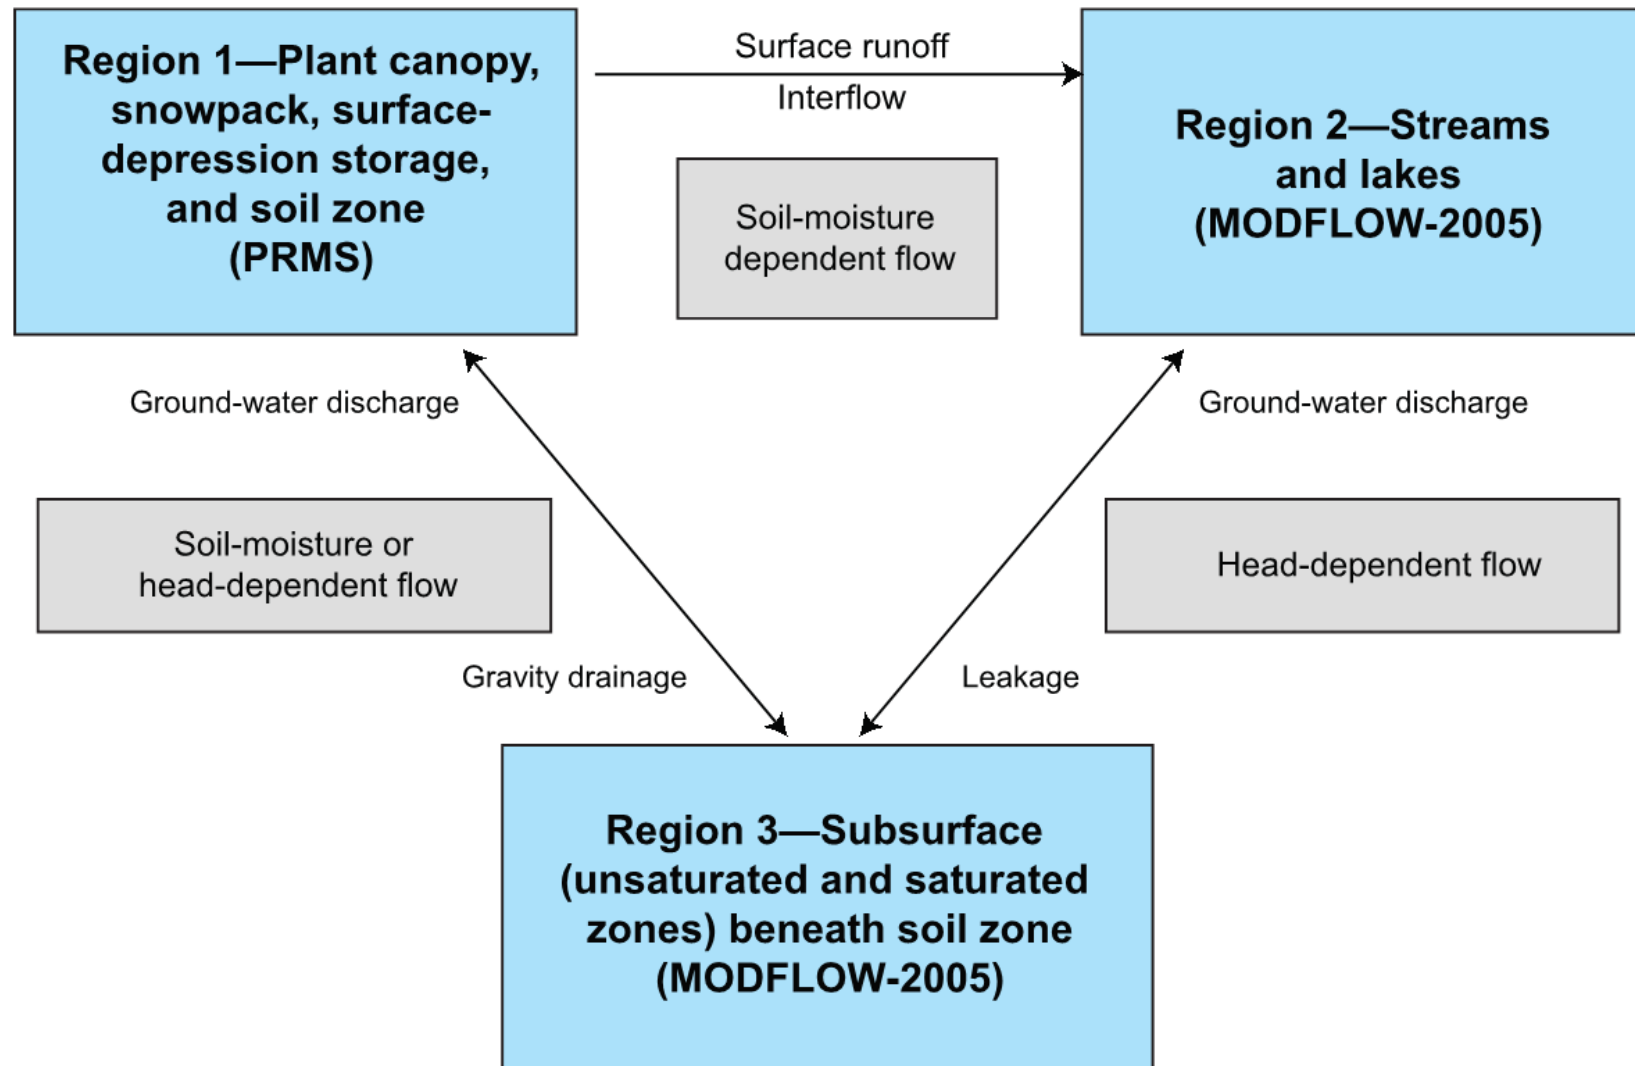 Region 1—Plant canopy,
snowpack, surface-
depression storage,
and soil zone
(PRMS)
Surface runoff
Interflow
Soil-moisture
dependent flow
Region 2—Streams
and lakes
(MODFLOW-2005)
Ground-water discharge
Ground-water discharge
Soil-moisture or
head-dependent flow
Head-dependent flow
Gravity drainage
Leakage
Region 3—Subsurface
(unsaturated and saturated
zones) beneath soil zone
(MODFLOW-2005)